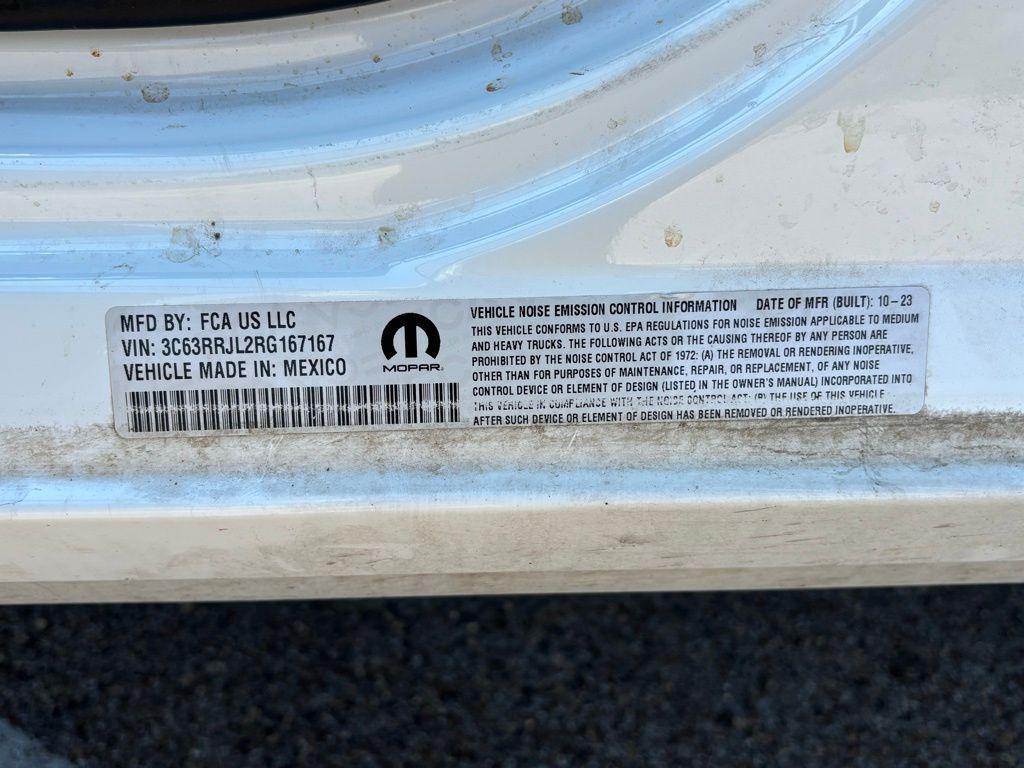 MFD BY: FCA US LLC
VIN: 3C63RRJL2RG167167
VEHICLE MADE IN: MEXICO
MOPAR
VEHICLE NOISE EMISSION CONTROL INFORMATION DATE OF MFR (BUILT): 10-23
THIS VEHICLE CONFORMS TO U.S. EPA REGULATIONS FOR NOISE EMISSION APPLICABLE TO MEDIUM
AND HEAVY TRUCKS. THE FOLLOWING ACTS OR THE CAUSING THEREOF BY ANY PERSON ARE
PROHIBITED BY THE NOISE CONTROL ACT OF 1972: (A) THE REMOVAL OR RENDERING INOPERATIVE,
OTHER THAN FOR PURPOSES OF MAINTENANCE, REPAIR, OR REPLACEMENT, OF ANY NOISE
CONTROL DEVICE OR ELEMENT OF DESIGN (LISTED IN THE OWNER'S MANUAL) INCORPORATED INTO
THIS VEHICLE IN COMPLIANCE WITH THE NOISE CONTROL ACT: (B) THE USE OF THIS VEHICLE
AFTER SUCH DEVICE OR ELEMENT OF DESIGN HAS BEEN REMOVED OR RENDERED INOPERATIVE.